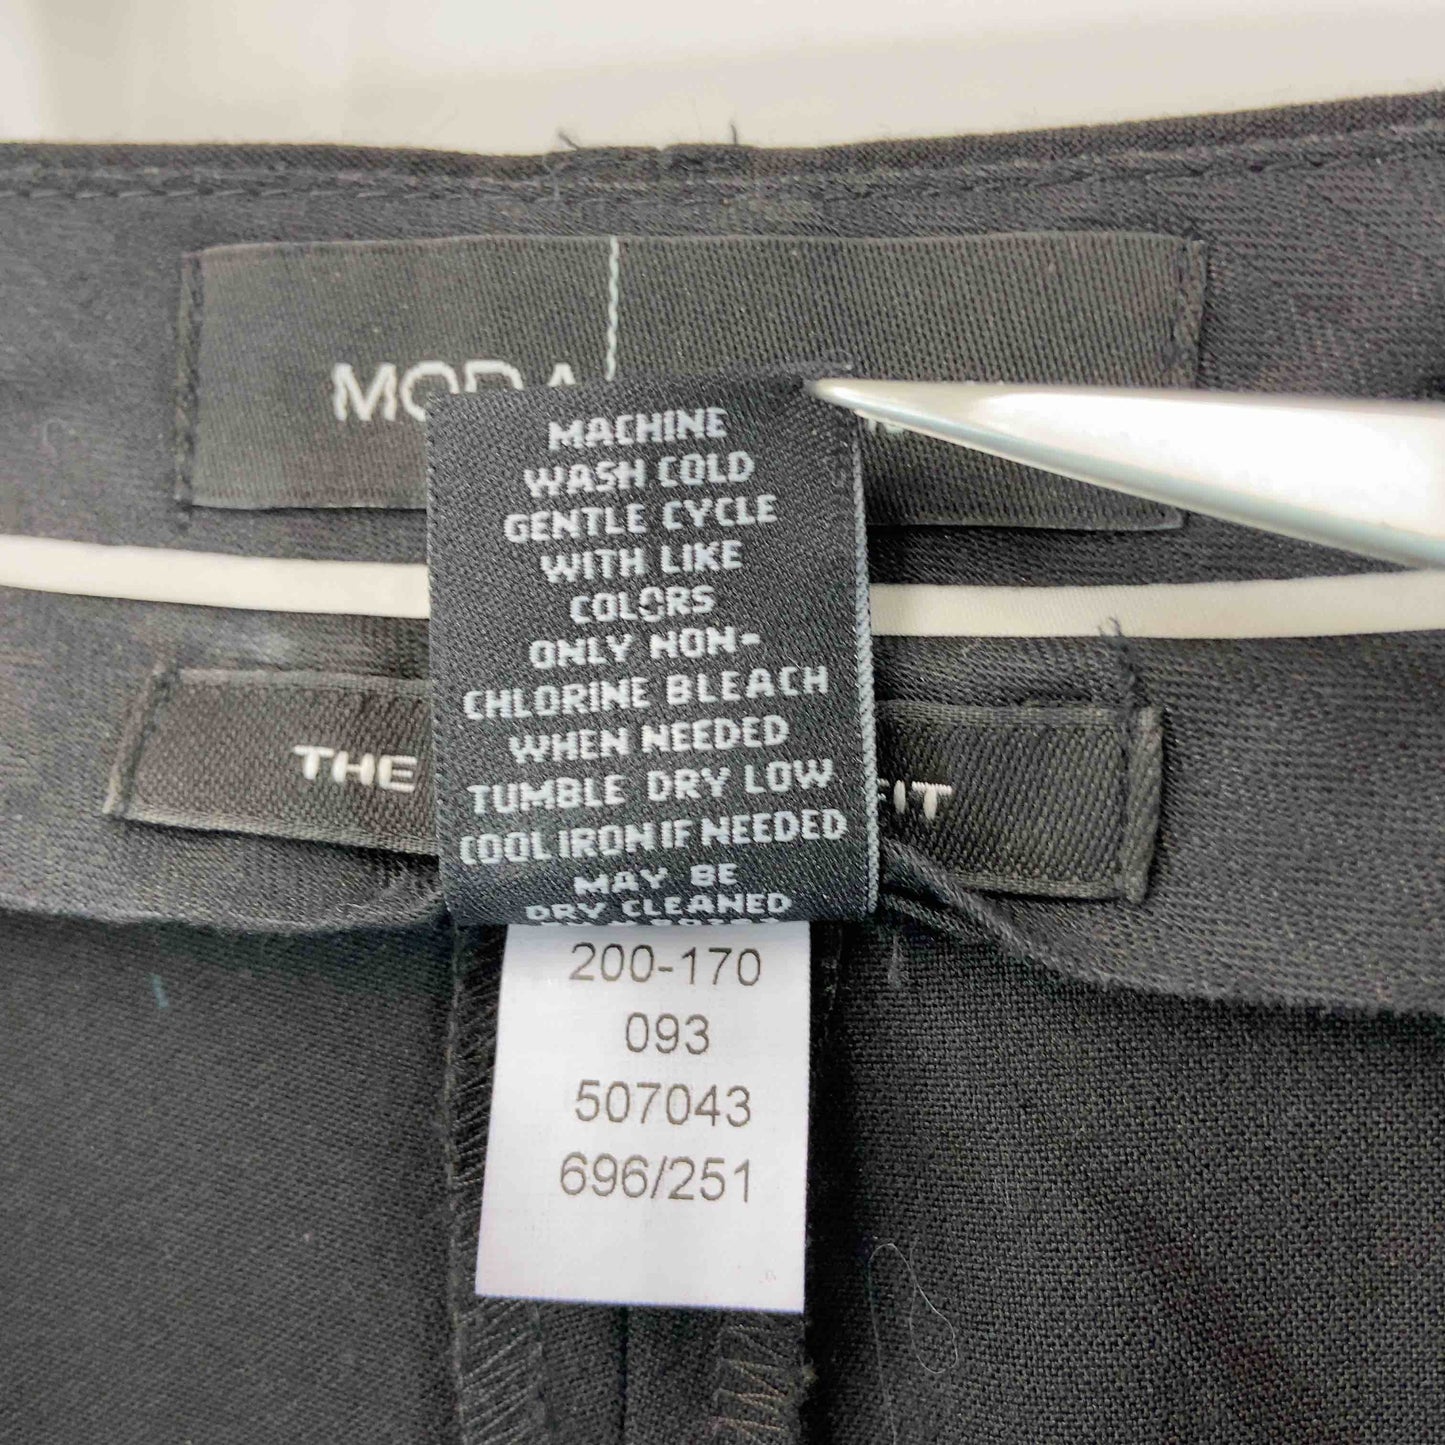 MODA
MACHINE
WASH COLD
GENTLE CYCLE
WITH LIKE
COLORS
ONLY NON-
CHLORINE BLEACH
WHEN NEEDED
TUMBLE DRY LOW
COOL IRON IF NEEDED
MAY BE
DRY CLEANED
THE
FIT
200-170
093
507043
696/251